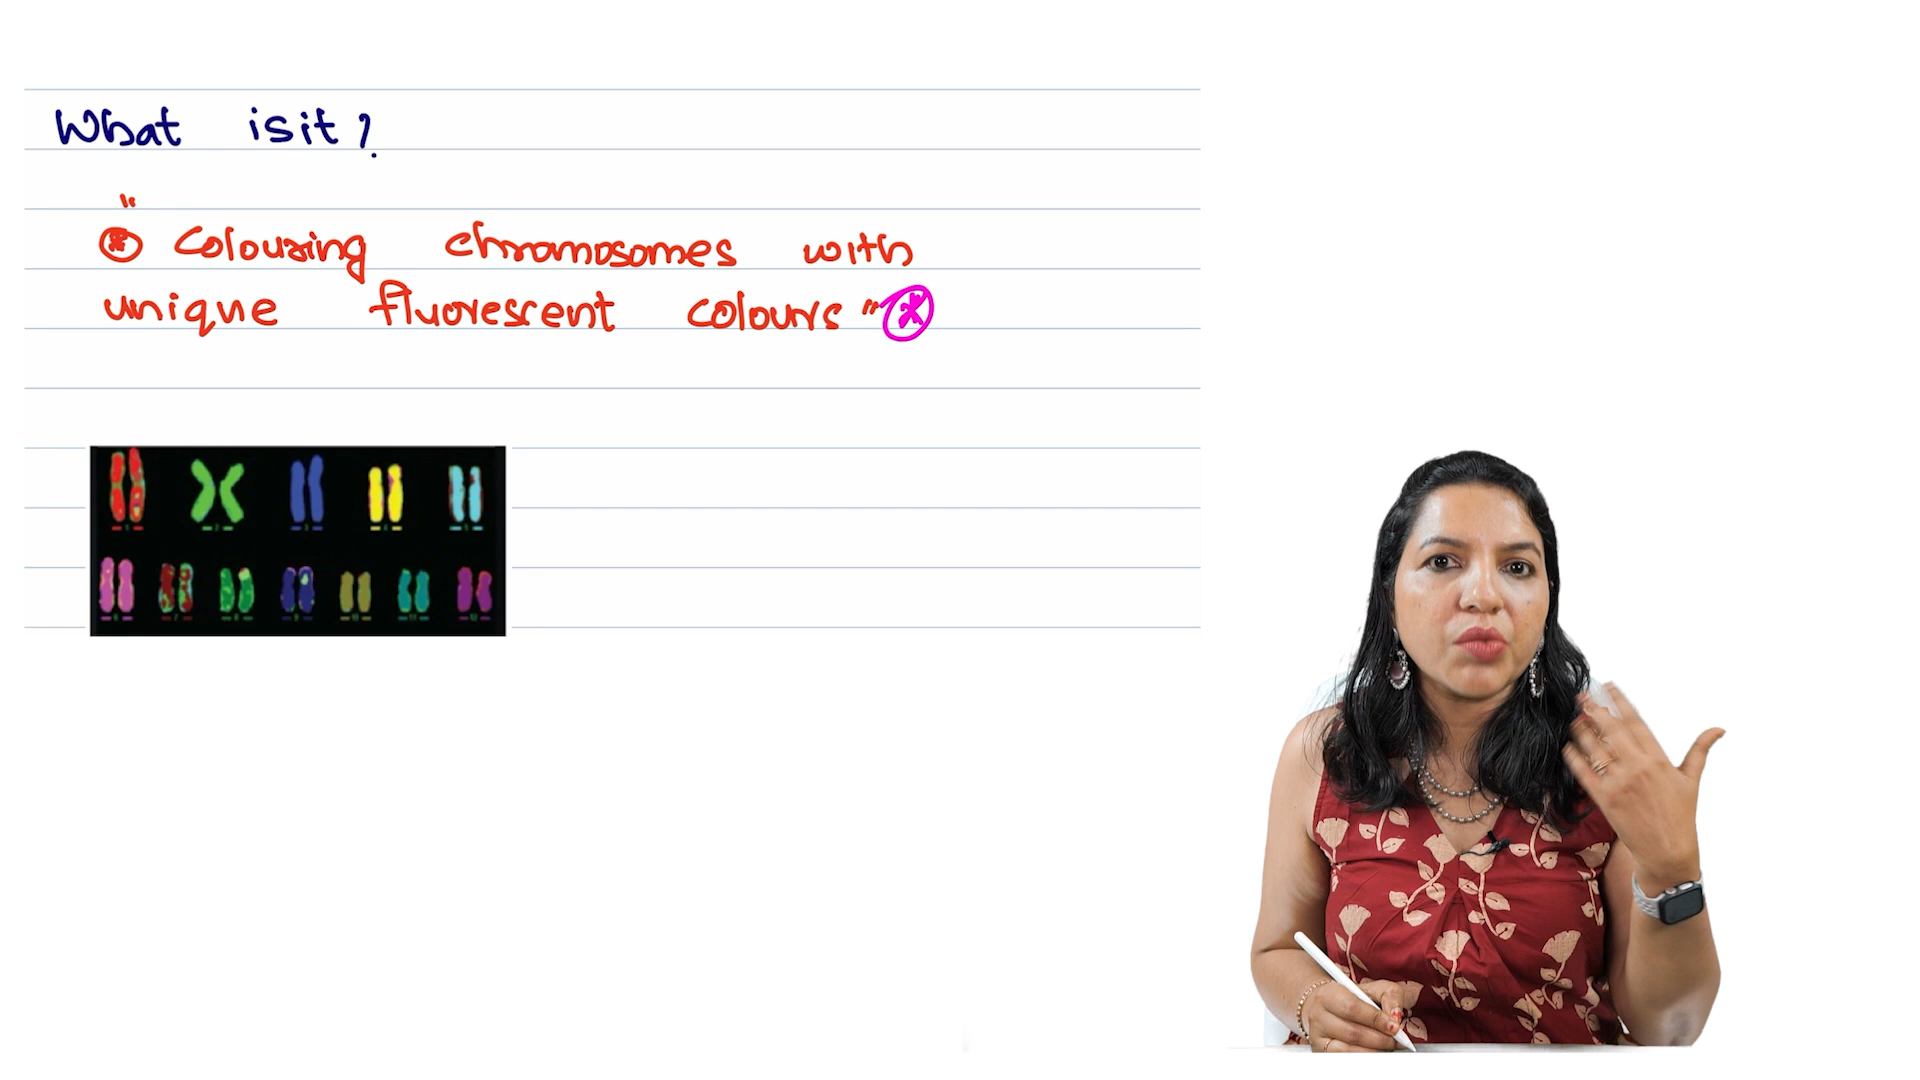 What is it?
" Colouring chromosomes with
unique fluorescent colours "